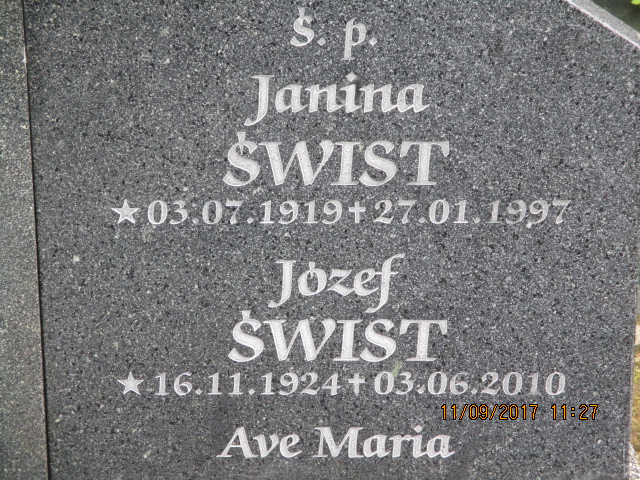 Ś. p.
Janina
ŚWIST
★03.07.1919✝27.01.1997
Józef
ŚWIST
★16.11.1924✝03.06.2010
11/09/2017 11:27
Ave Maria